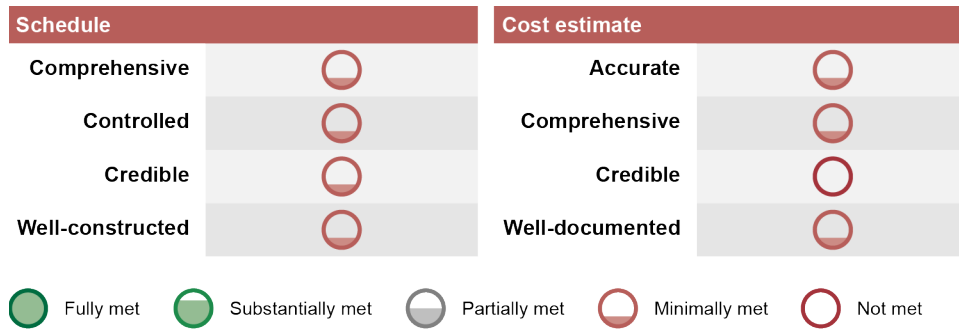 Schedule
Comprehensive
Controlled
Credible
Well-constructed
Cost estimate
Accurate
Comprehensive
Credible
Well-documented
Fully met
Substantially met
Partially met
Minimally met
Not met